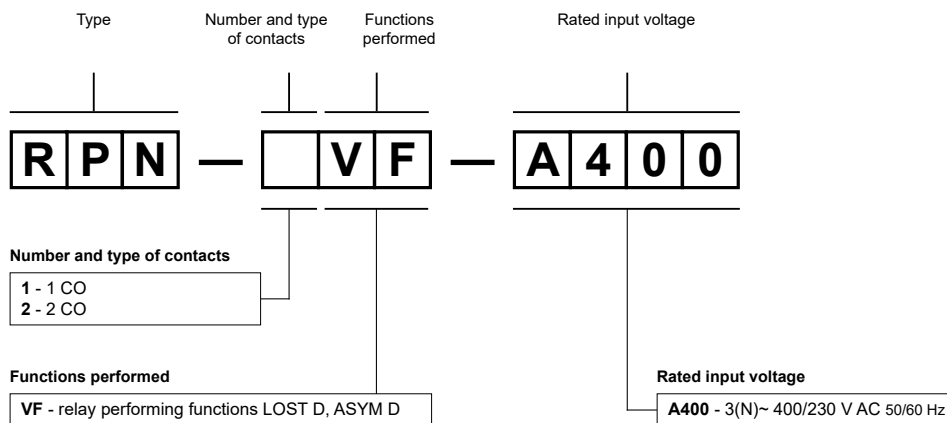 Type
Number and type
of contacts
Functions
performed
Rated input voltage
RPN — VF — A400
Number and type of contacts
1 - 1 CO
2 - 2 CO
Functions performed
VF - relay performing functions LOST D, ASYM D
Rated input voltage
A400 - 3(N)~ 400/230 V AC 50/60 Hz